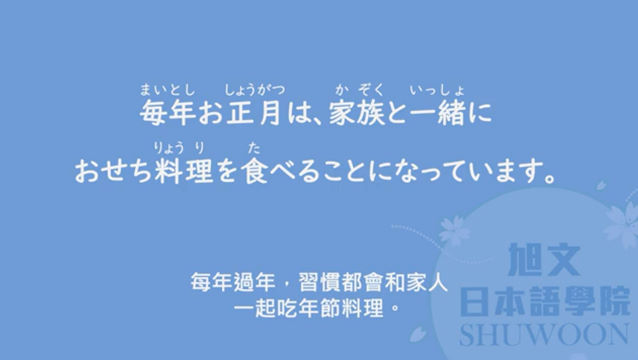 まいとし しょうがつ か ぞく いっしょ
毎年お正月は、家族と一緒に
りょう り た
おせち料理を食べることになっています。
每年過年，習慣都會和家人
一起吃年節料理。
旭文
日本語學院
SHUWOON